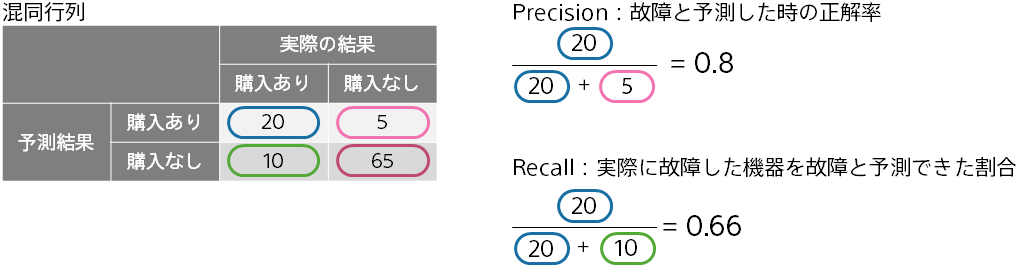 混同行列
実際の結果
購入あり 購入なし
予測結果
購入あり 20 5
購入なし 10 65
Precision：故障と予測した時の正解率
20
20 + 5
= 0.8
Recall：実際に故障した機器を故障と予測できた割合
20
20 + 10
= 0.66